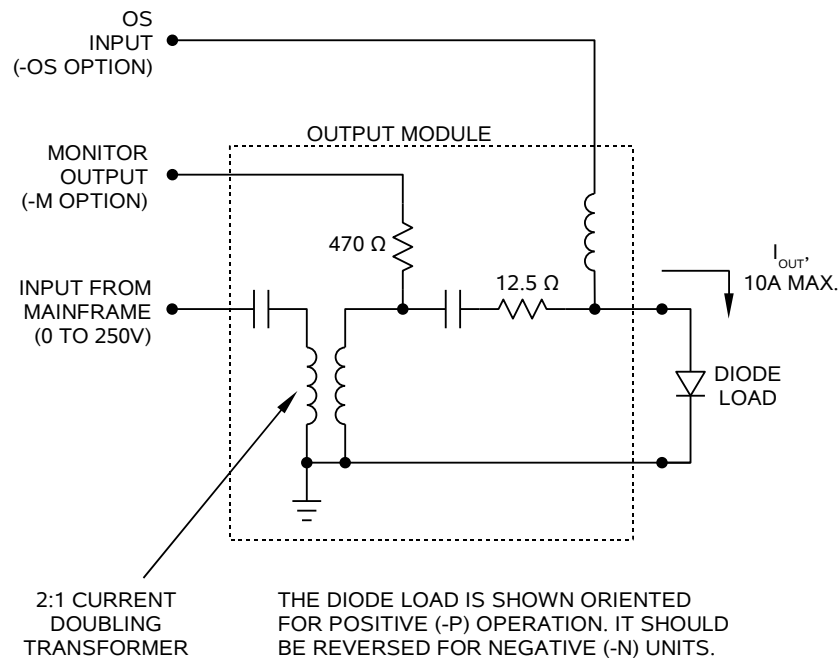 OS
INPUT
(-OS OPTION)
OUTPUT MODULE
MONITOR
OUTPUT
(-M OPTION)
470 Ω
12.5 Ω
I_OUT,
10A MAX.
INPUT FROM
MAINFRAME
(0 TO 250V)
DIODE
LOAD
2:1 CURRENT
DOUBLING
TRANSFORMER
THE DIODE LOAD IS SHOWN ORIENTED
FOR POSITIVE (-P) OPERATION. IT SHOULD
BE REVERSED FOR NEGATIVE (-N) UNITS.